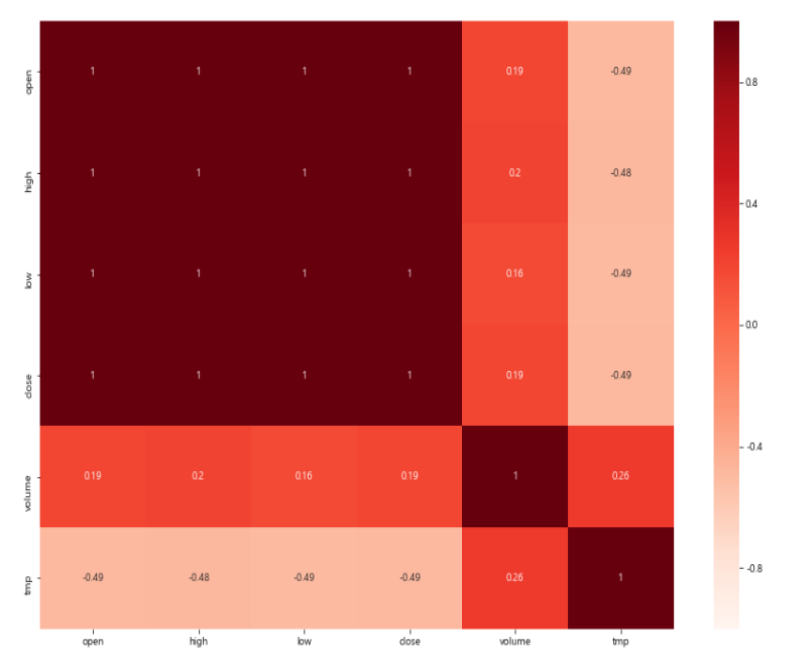 open 1 1 1 1 0.19 -0.49
high 1 1 1 1 0.2 -0.48
low 1 1 1 1 0.16 -0.49
close 1 1 1 1 0.19 -0.49
volume 0.19 0.2 0.16 0.19 1 0.26
tmp -0.49 -0.48 -0.49 -0.49 0.26 1
open high low close volume tmp
0.8
0.4
0.0
-0.4
-0.8